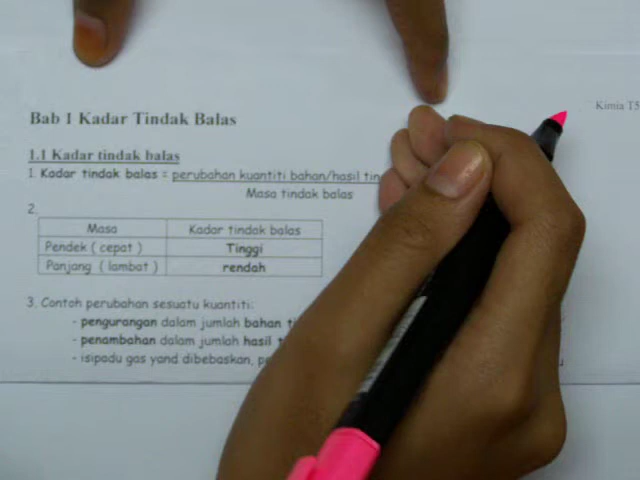 Kimia T5
Bab 1 Kadar Tindak Balas
1.1 Kadar tindak balas
1. Kadar tindak balas = perubahan kuantiti bahan/hasil
Masa tindak balas
2.
Masa Kadar tindak balas
Pendek ( cepat ) Tinggi
Panjang ( lambat ) rendah
3. Contoh perubahan sesuatu kuantiti:
- pengurangan dalam jumlah bahan
- penambahan dalam jumlah hasil
- isipadu gas yand dibebaskan,